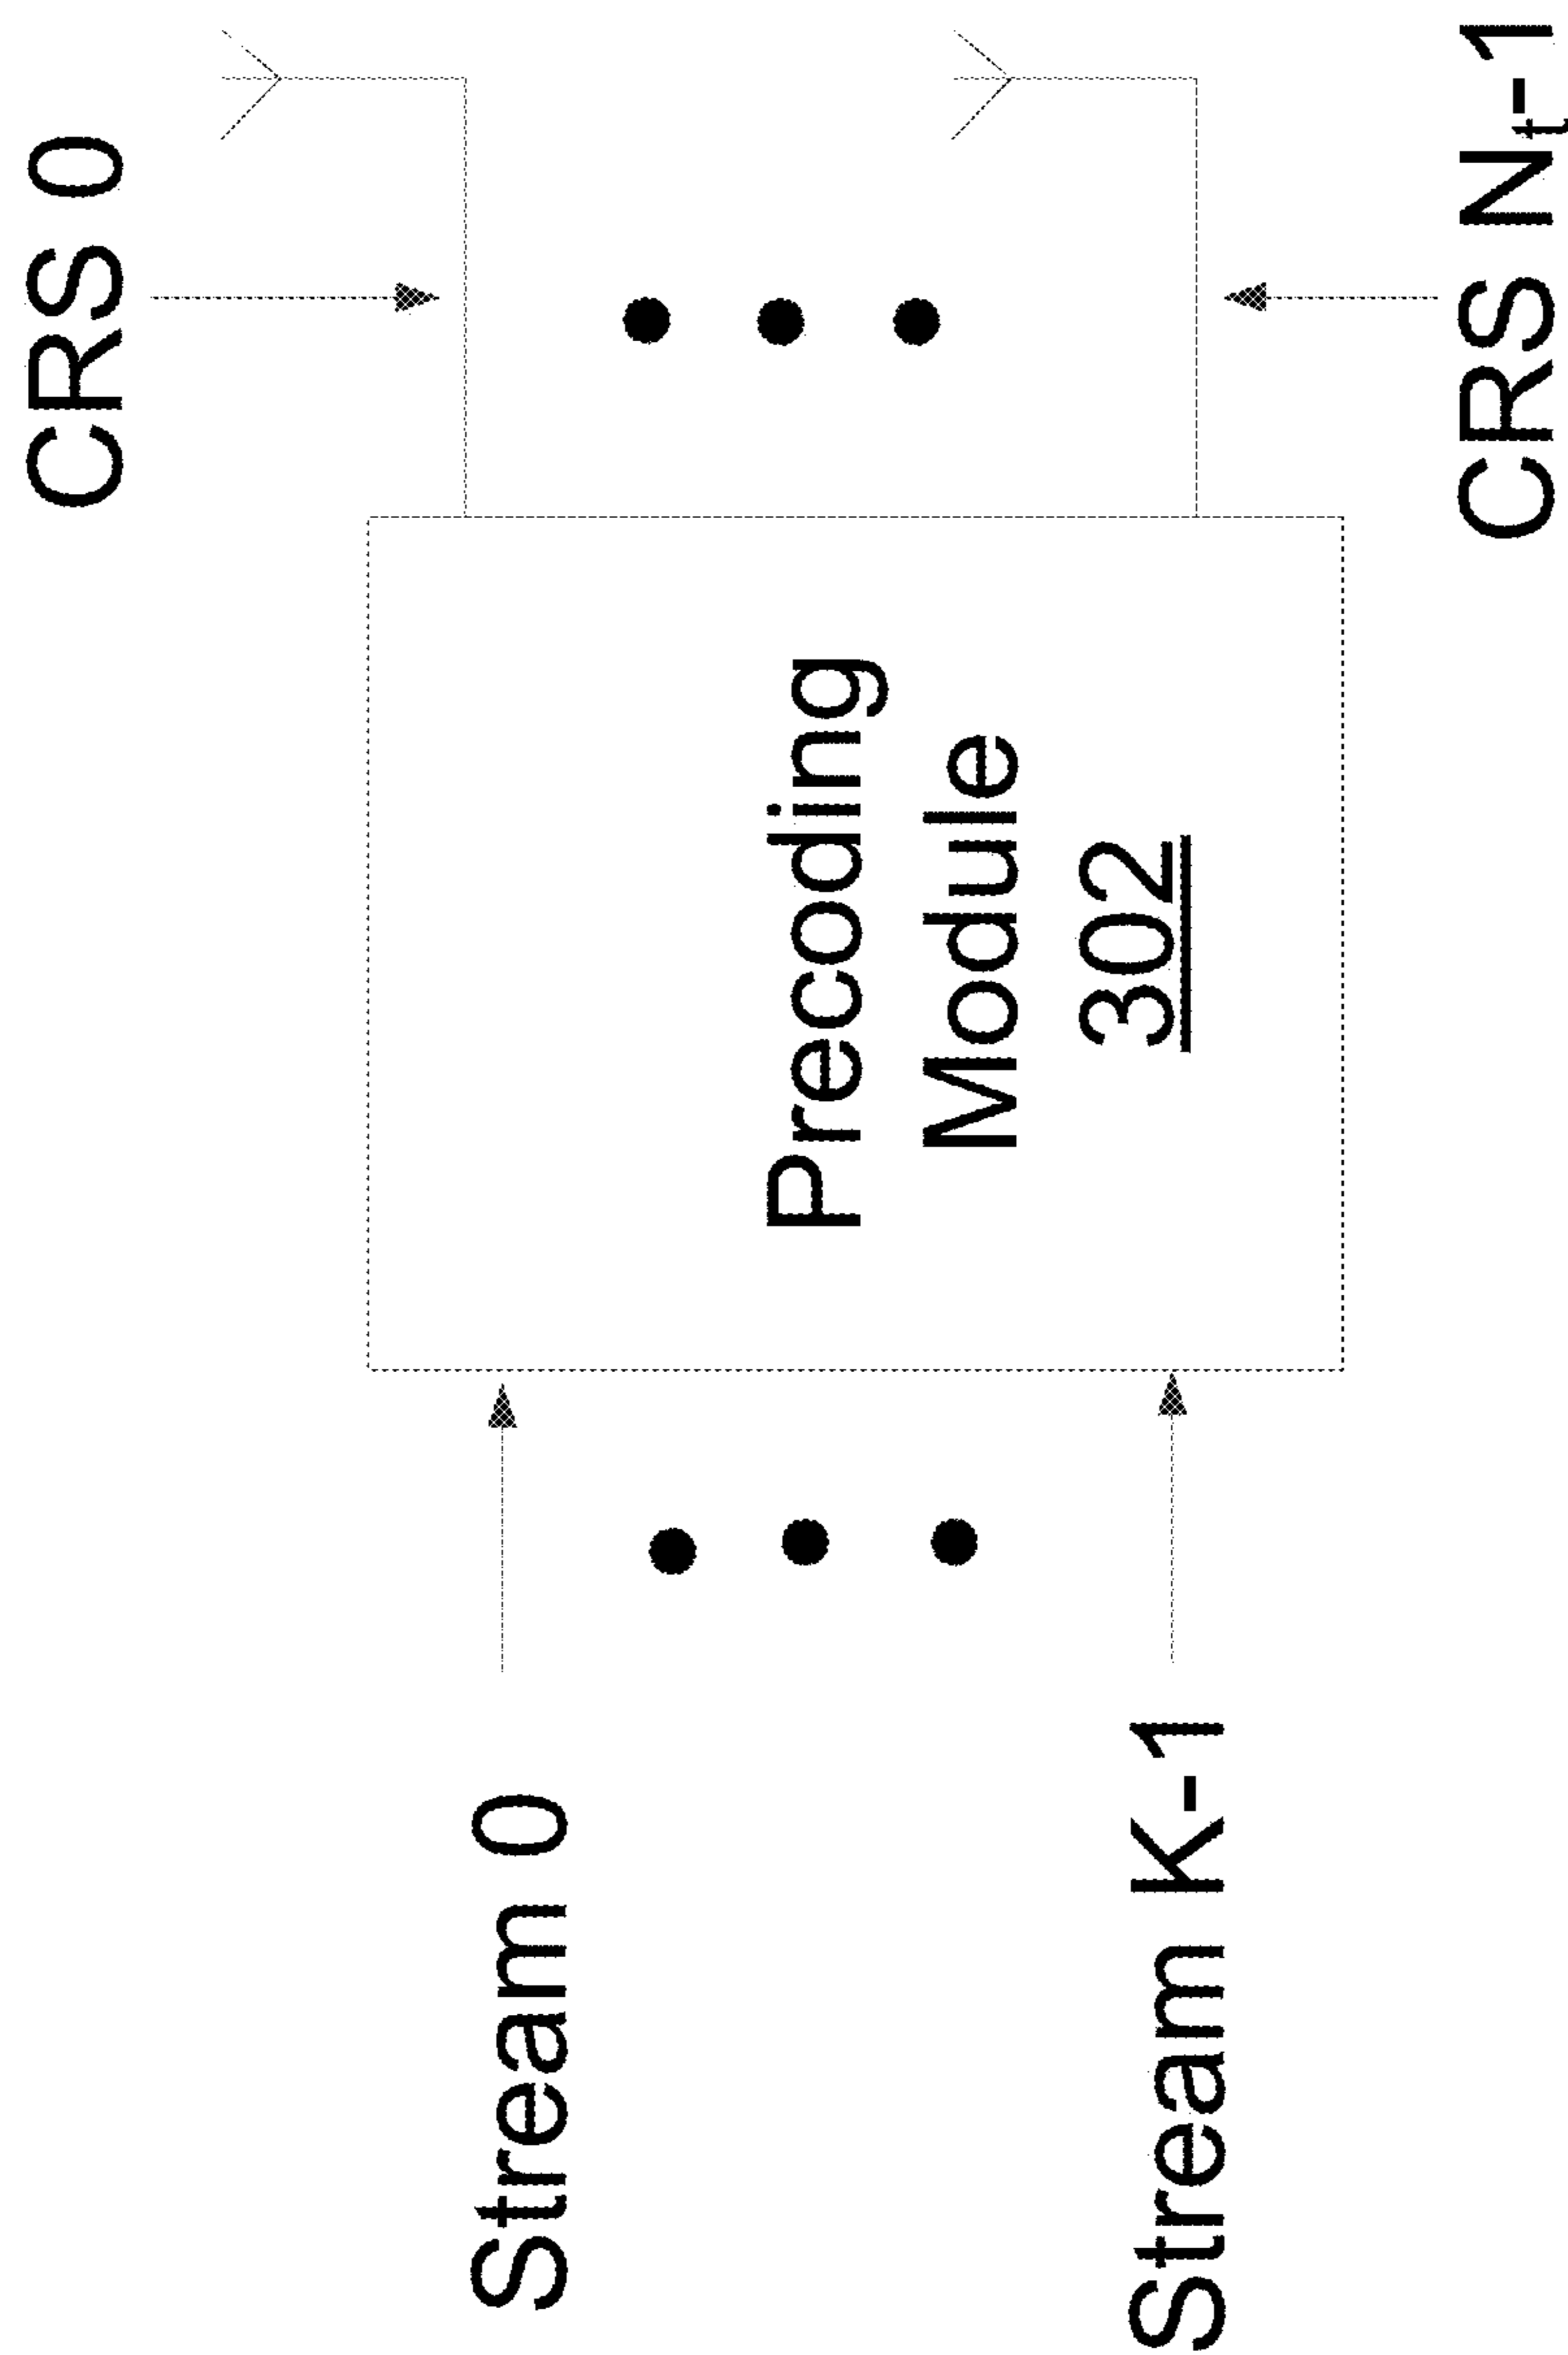 CRS 0
Stream 0
Precoding
Module
302
Stream K-1
CRS Nt-1